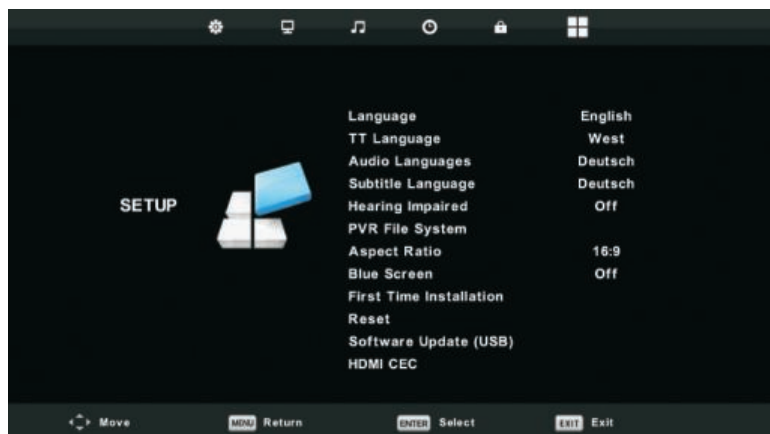 Language English
TT Language West
Audio Languages Deutsch
Subtitle Language Deutsch
SETUP
Hearing Impaired Off
PVR File System
Aspect Ratio 16:9
Blue Screen Off
First Time Installation
Reset
Software Update (USB)
HDMI CEC
Move MENU Return ENTER Select EXIT Exit